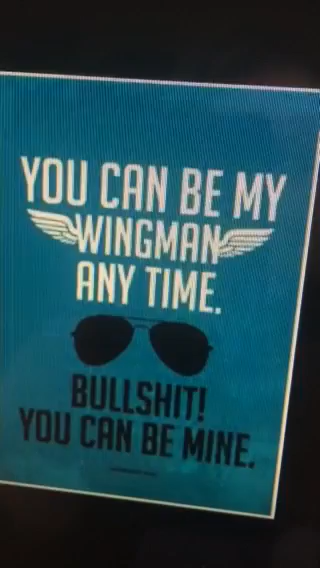 YOU CAN BE MY
WINGMAN
ANY TIME.
BULLSHIT!
YOU CAN BE MINE.